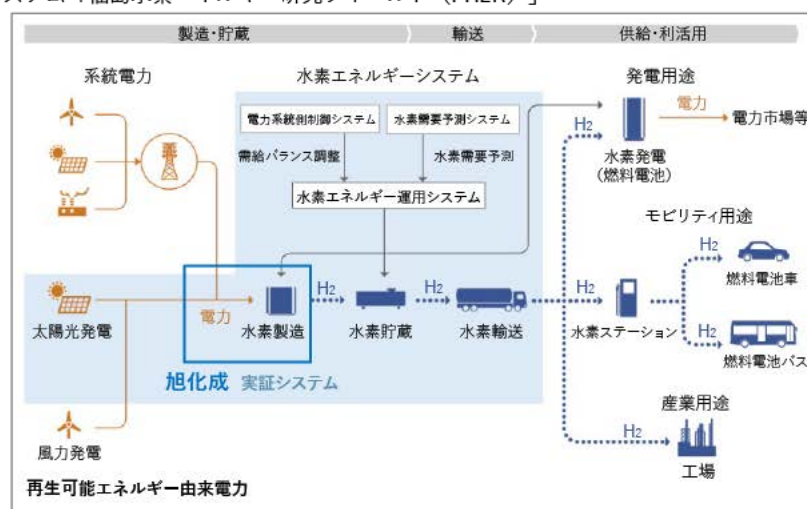 製造・貯蔵
輸送
供給・利活用
系統電力
水素エネルギーシステム
発電用途
電力系統側制御システム
水素需要予測システム
需給バランス調整
水素需要予測
水素エネルギー運用システム
H2
電力
電力市場等
水素発電
(燃料電池)
モビリティ用途
H2
燃料電池車
太陽光発電
電力
水素製造
H2
水素貯蔵
H2
水素輸送
H2
水素ステーション
H2
燃料電池バス
旭化成 実証システム
風力発電
産業用途
H2
工場
再生可能エネルギー由来電力